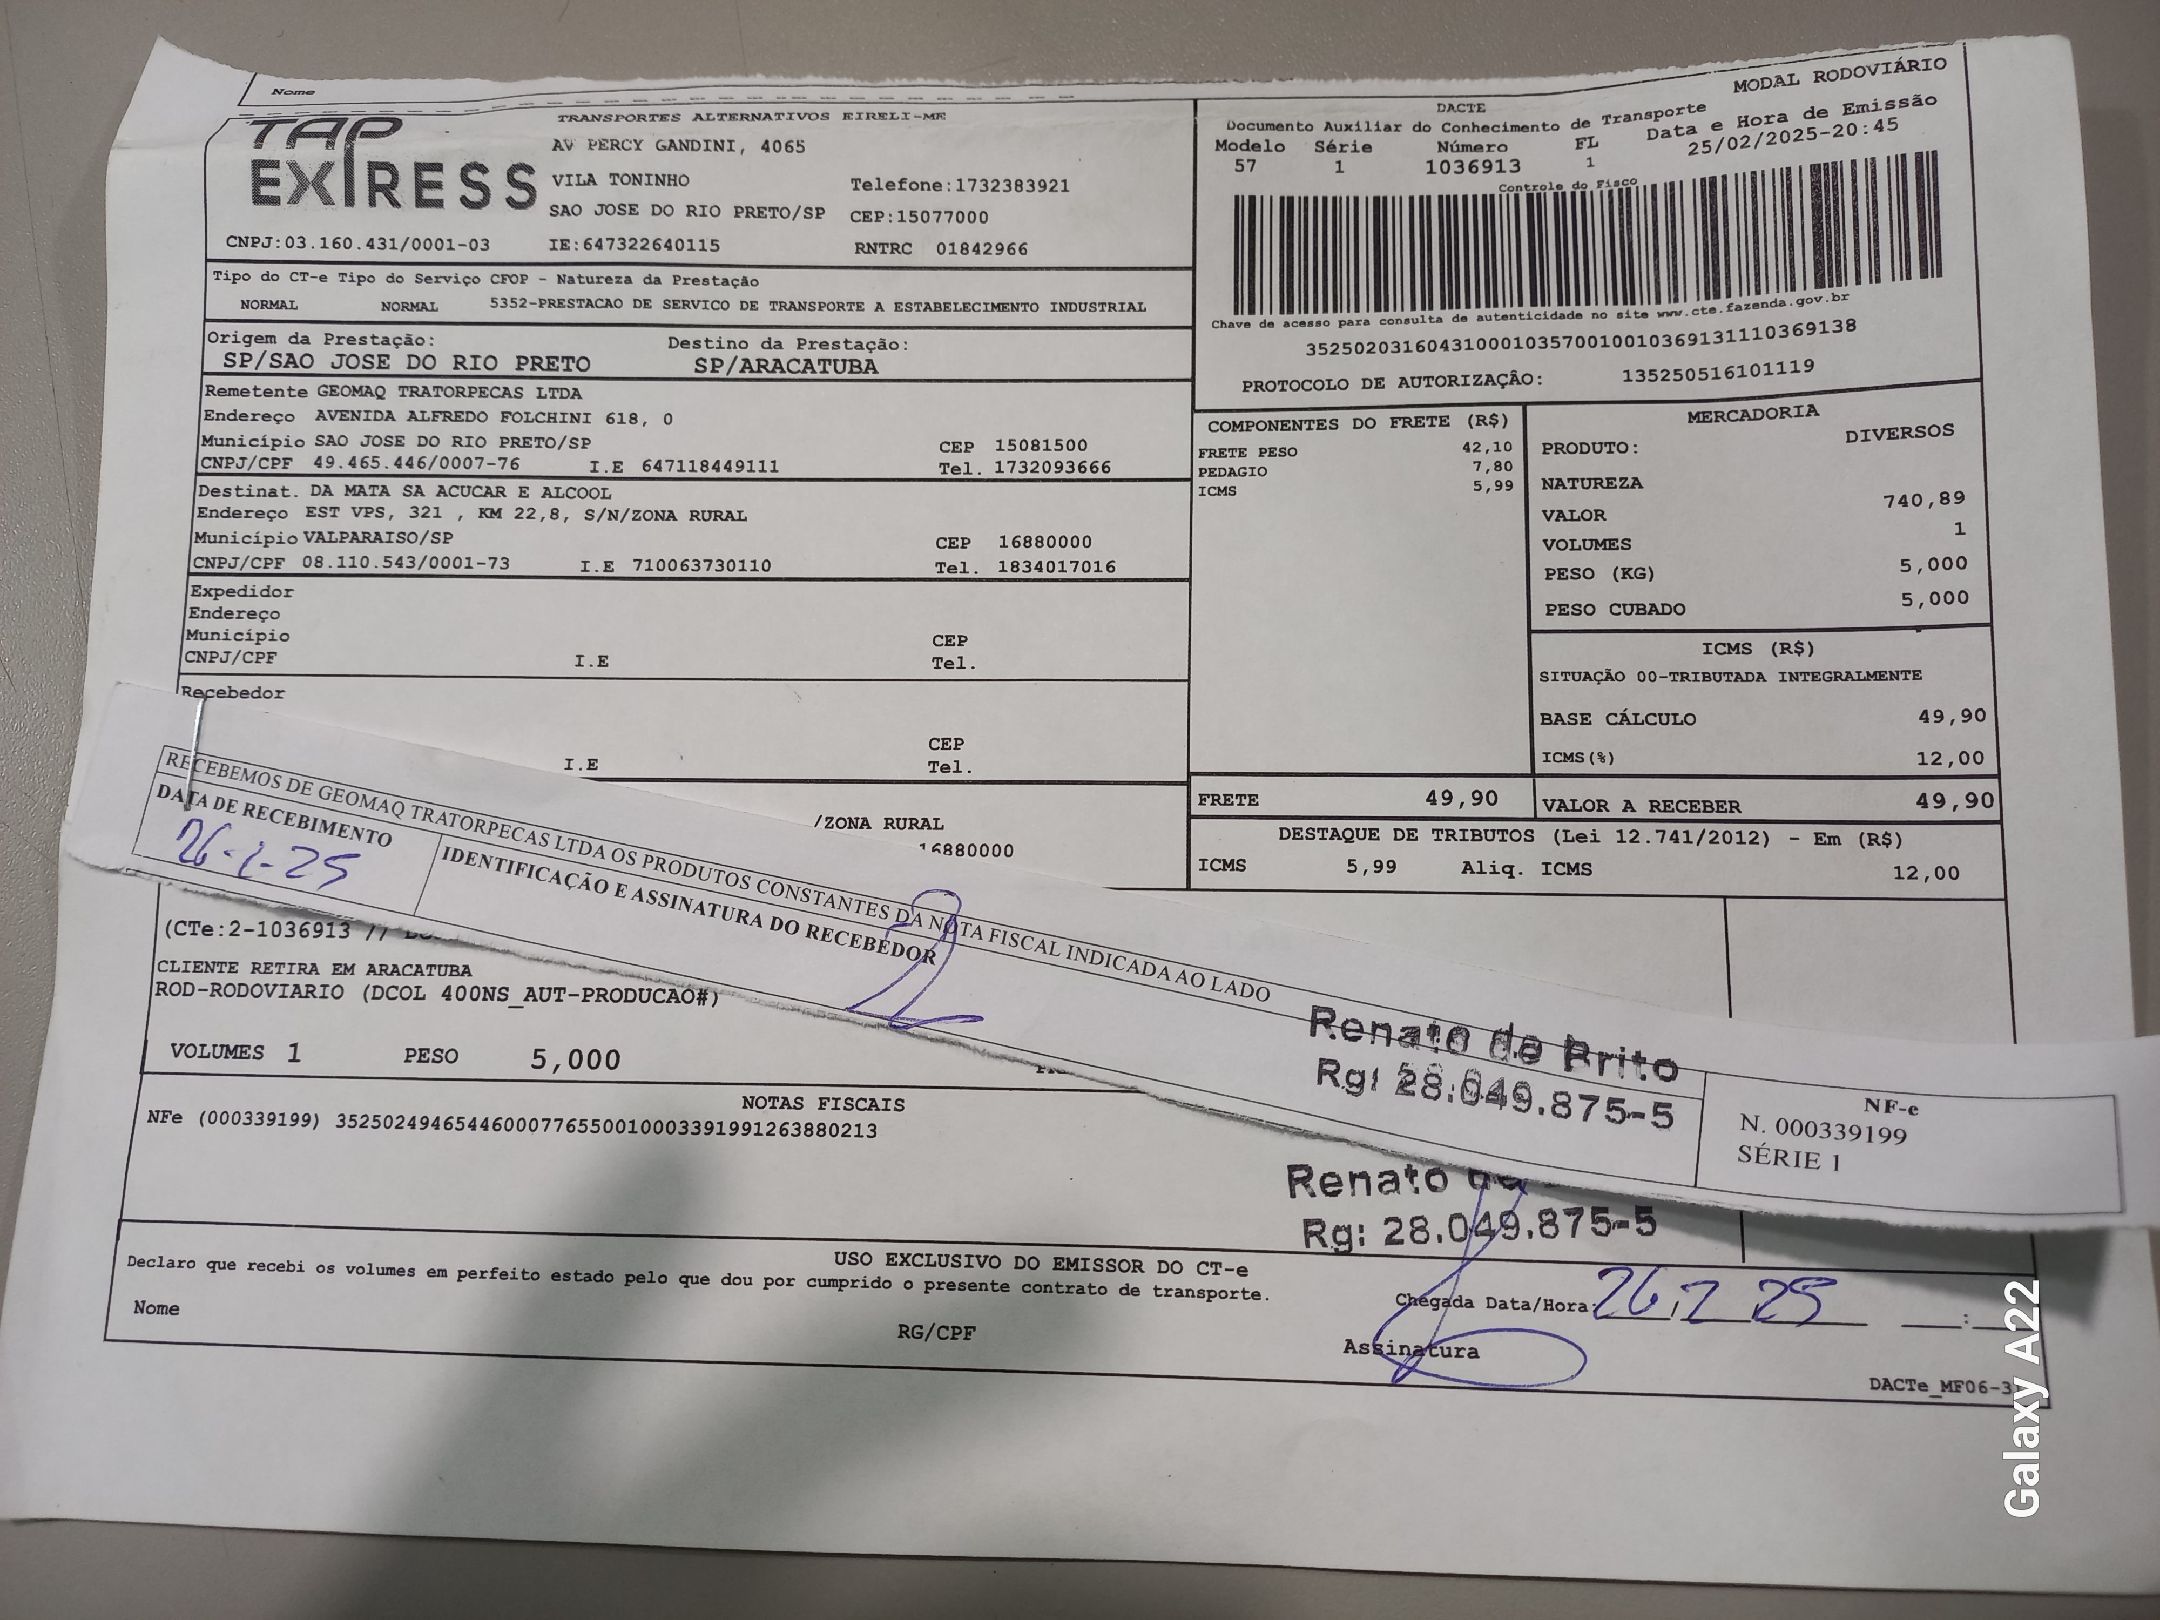 Nome
TAP EXPRESS
TRANSPORTES ALTERNATIVOS EIRELI-ME
AV PERCY GANDINI, 4065
VILA TONINHO Telefone:1732383921
SAO JOSE DO RIO PRETO/SP CEP:15077000
CNPJ:03.160.431/0001-03 IE:647322640115 RNTRC 01842966
MODAL RODOVIÁRIO
DACTE
Documento Auxiliar do Conhecimento de Transporte Data e Hora de Emissão
Modelo Série Número FL 25/02/2025-20:45
57 1 1036913 1
Controle do Fisco
Chave de acesso para consulta de autenticidade no site www.cte.fazenda.gov.br
35250203160431000103570010010369131110369138
PROTOCOLO DE AUTORIZAÇÃO: 135250516101119
Tipo do CT-e Tipo do Serviço CFOP - Natureza da Prestação
NORMAL NORMAL 5352-PRESTACAO DE SERVICO DE TRANSPORTE A ESTABELECIMENTO INDUSTRIAL
Origem da Prestação: Destino da Prestação:
SP/SAO JOSE DO RIO PRETO SP/ARACATUBA
Remetente GEOMAQ TRATORPECAS LTDA
Endereço AVENIDA ALFREDO FOLCHINI 618, 0
Município SAO JOSE DO RIO PRETO/SP CEP 15081500
CNPJ/CPF 49.465.446/0007-76 I.E 647118449111 Tel. 1732093666
Destinat. DA MATA SA ACUCAR E ALCOOL
Endereço EST VPS, 321 , KM 22,8, S/N/ZONA RURAL
Município VALPARAISO/SP CEP 16880000
CNPJ/CPF 08.110.543/0001-73 I.E 710063730110 Tel. 1834017016
Expedidor
Endereço
Município CEP
CNPJ/CPF I.E Tel.
Recebedor
CEP
I.E Tel.
/ZONA RURAL
16880000
COMPONENTES DO FRETE (R$)
FRETE PESO 42,10
PEDAGIO 7,80
ICMS 5,99
MERCADORIA
PRODUTO: DIVERSOS
NATUREZA
VALOR 740,89
VOLUMES 1
PESO (KG) 5,000
PESO CUBADO 5,000
ICMS (R$)
SITUAÇÃO 00-TRIBUTADA INTEGRALMENTE
BASE CÁLCULO 49,90
ICMS(%) 12,00
FRETE 49,90 VALOR A RECEBER 49,90
DESTAQUE DE TRIBUTOS (Lei 12.741/2012) - Em (R$)
ICMS 5,99 Aliq. ICMS 12,00
RECEBEMOS DE GEOMAQ TRATORPECAS LTDA OS PRODUTOS CONSTANTES DA NOTA FISCAL INDICADA AO LADO
DATA DE RECEBIMENTO IDENTIFICAÇÃO E ASSINATURA DO RECEBEDOR
26-2-25
Renato de Brito
Rg: 28.049.875-5
NF-e
N. 000339199
SÉRIE 1
(CTe:2-1036913 //
CLIENTE RETIRA EM ARACATUBA
ROD-RODOVIARIO (DCOL 400NS_AUT-PRODUCAO#)
VOLUMES 1 PESO 5,000
NOTAS FISCAIS
NFe (000339199) 35250249465446000776550010003391991263880213
Renato
Rg: 28.049.875-5
USO EXCLUSIVO DO EMISSOR DO CT-e
Declaro que recebi os volumes em perfeito estado pelo que dou por cumprido o presente contrato de transporte.
Nome RG/CPF Chegada Data/Hora: 26,2 25 :
Assinatura
DACTe_MF06-3
Galaxy A22